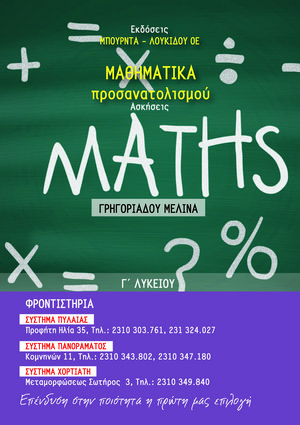 Εκδόσεις
ΜΠΟΥΡΝΤΑ - ΛΟΥΚΙΔΟΥ ΟΕ
ΜΑΘΗΜΑΤΙΚΑ
προσανατολισμού
Ασκήσεις
+ × ÷
MATHS
ΓΡΗΓΟΡΙΑΔΟΥ ΜΕΛΙΝΑ
× = ? %
Γ΄ ΛΥΚΕΙΟΥ
ΦΡΟΝΤΙΣΤΗΡΙΑ
ΣΥΣΤΗΜΑ ΠΥΛΑΙΑΣ
Προφήτη Ηλία 35, Τηλ.: 2310 303.761, 231 324.027
ΣΥΣΤΗΜΑ ΠΑΝΟΡΑΜΑΤΟΣ
Κομνηνών 11, Τηλ.: 2310 343.802, 2310 347.180
ΣΥΣΤΗΜΑ ΧΟΡΤΙΑΤΗ
Μεταμορφώσεως Σωτήρος 3, Τηλ.: 2310 349.840
Επένδυση στην ποιότητα η πρώτη μας επιλογή